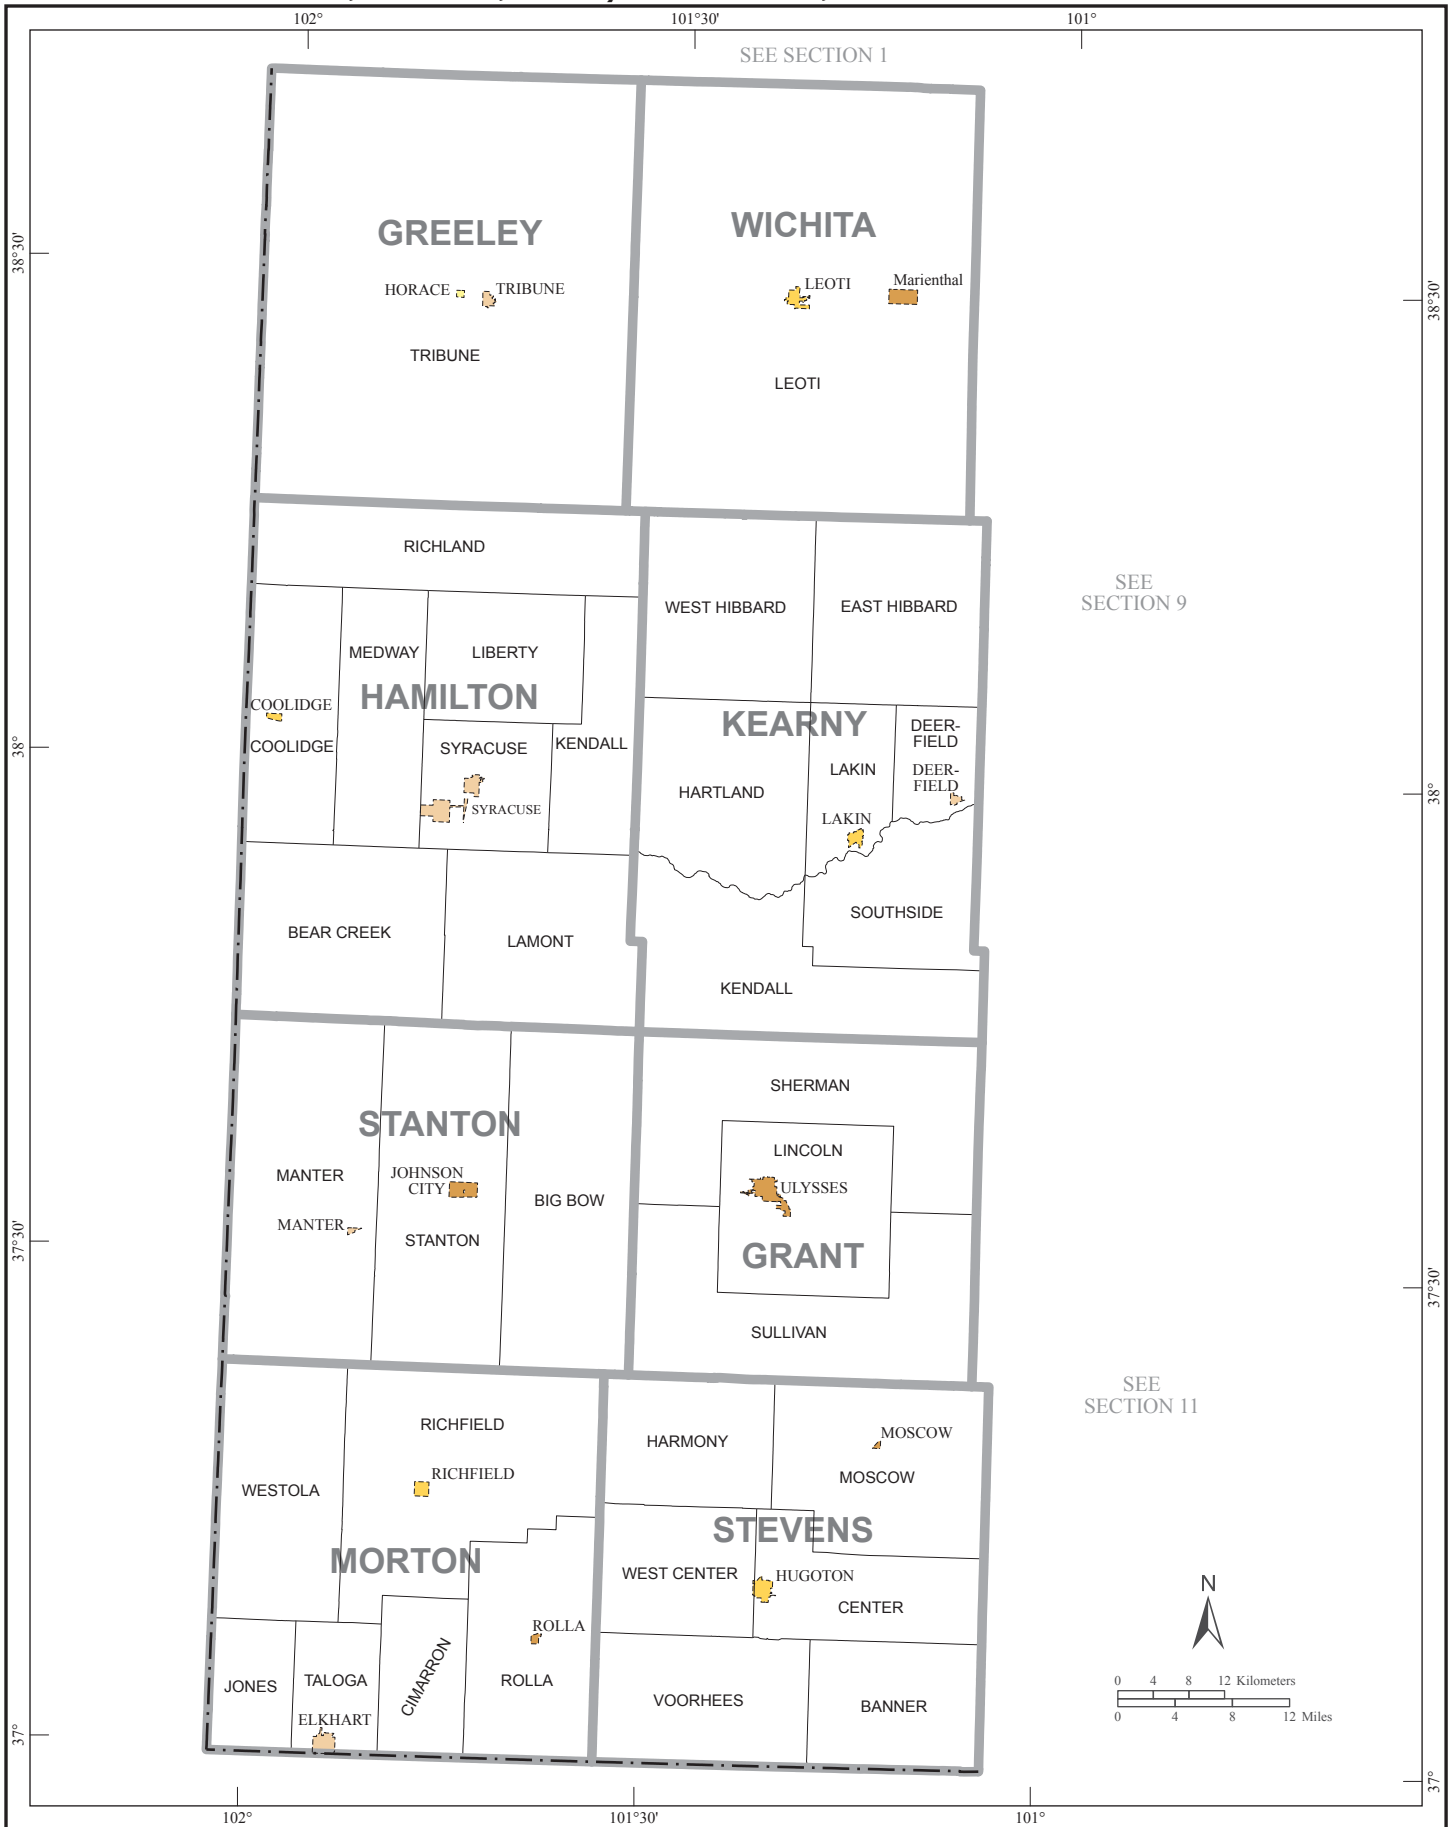 102°
101°30'
101°
SEE SECTION 1
GREELEY
WICHITA
38°30'
HORACE
TRIBUNE
LEOTI
Marienthal
38°30'
TRIBUNE
LEOTI
RICHLAND
SEE
SECTION 9
WEST HIBBARD
EAST HIBBARD
MEDWAY
LIBERTY
HAMILTON
COOLIDGE
KEARNY
DEER-
FIELD
38°
COOLIDGE
SYRACUSE
KENDALL
LAKIN
DEER-
FIELD
38°
HARTLAND
SYRACUSE
LAKIN
SOUTHSIDE
BEAR CREEK
LAMONT
KENDALL
SHERMAN
STANTON
LINCOLN
MANTER
JOHNSON
CITY
ULYSSES
BIG BOW
MANTER
STANTON
37°30'
GRANT
37°30'
SULLIVAN
SEE
SECTION 11
RICHFIELD
HARMONY
MOSCOW
RICHFIELD
MOSCOW
WESTOLA
STEVENS
MORTON
WEST CENTER
HUGOTON
CENTER
N
ROLLA
CIMARRON
JONES
TALOGA
ROLLA
VOORHEES
BANNER
ELKHART
0 4 8 12 Kilometers
0 4 8 12 Miles
37°
37°
102°
101°30'
101°